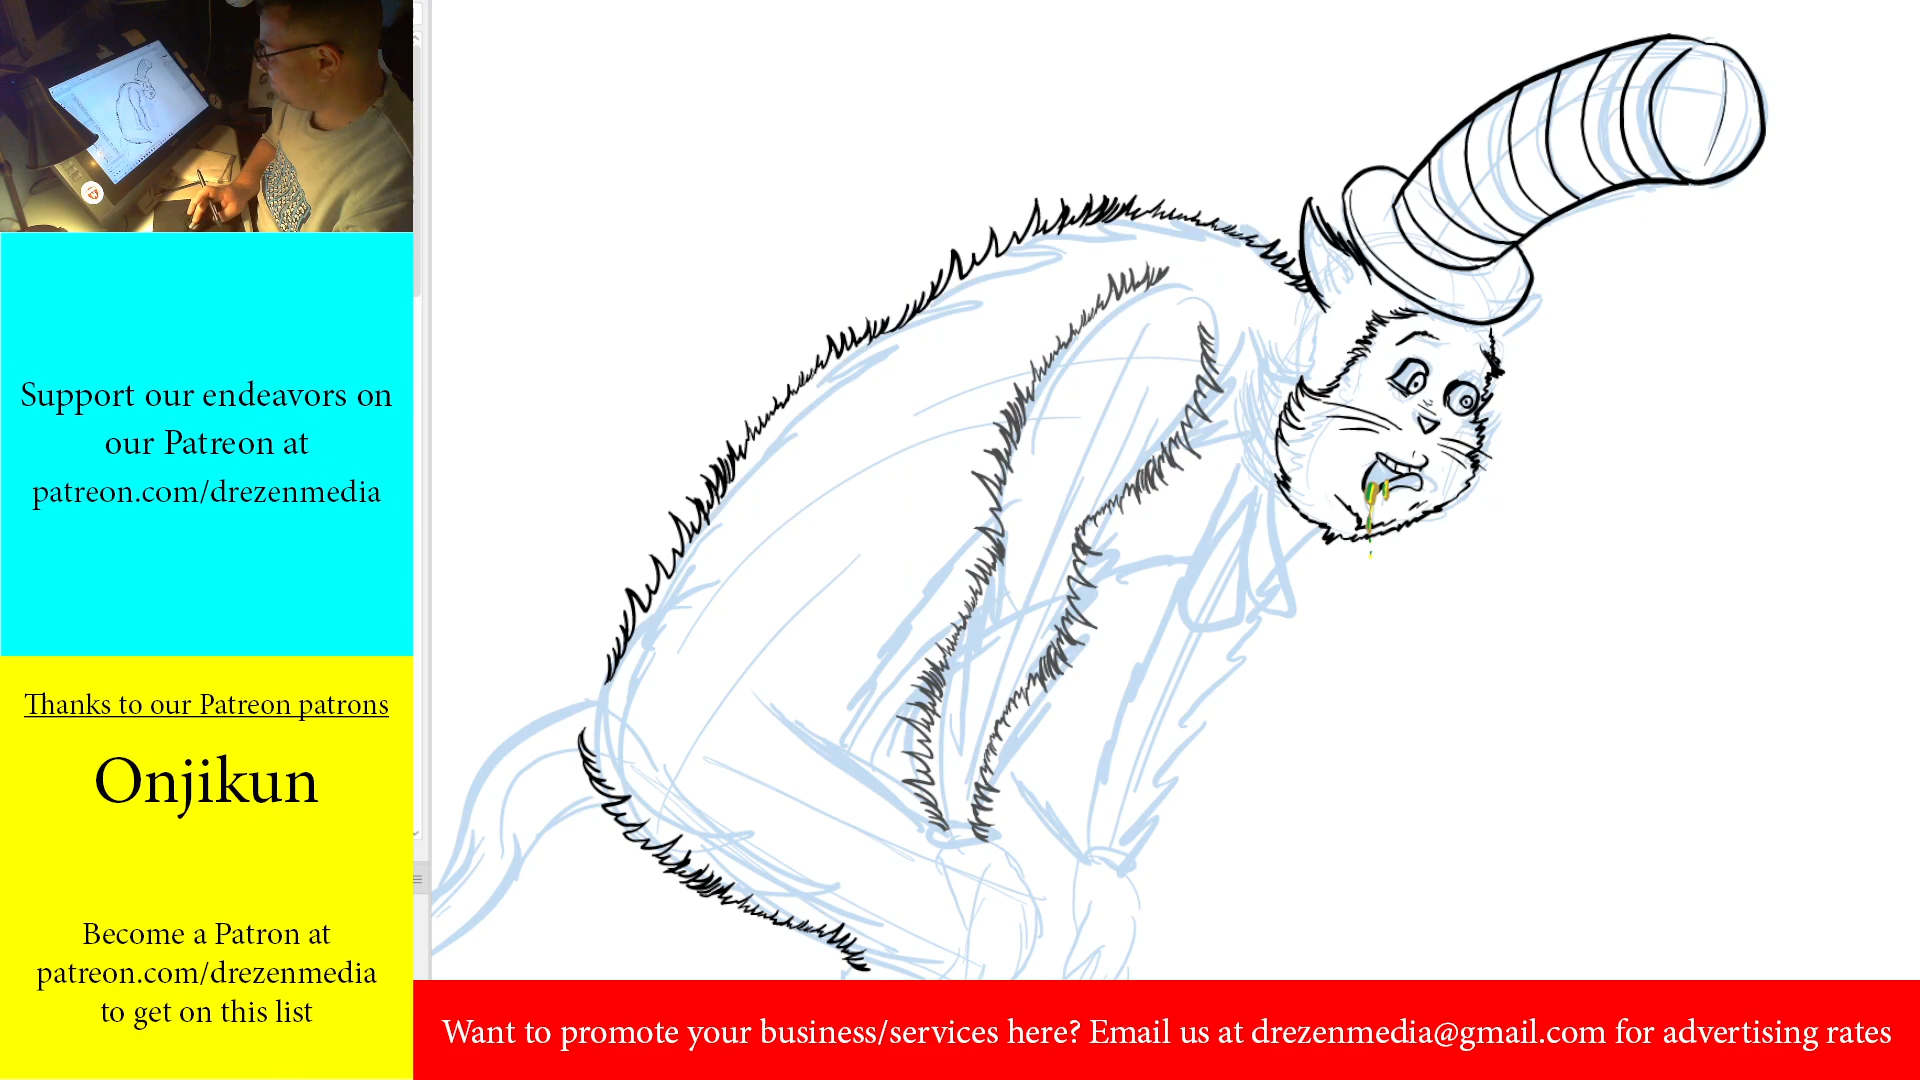 Support our endeavors on
our Patreon at
patreon.com/drezenmedia
Thanks to our Patreon patrons
Onjikun
Become a Patron at
patreon.com/drezenmedia
to get on this list
Want to promote your business/services here? Email us at drezenmedia@gmail.com for advertising rates